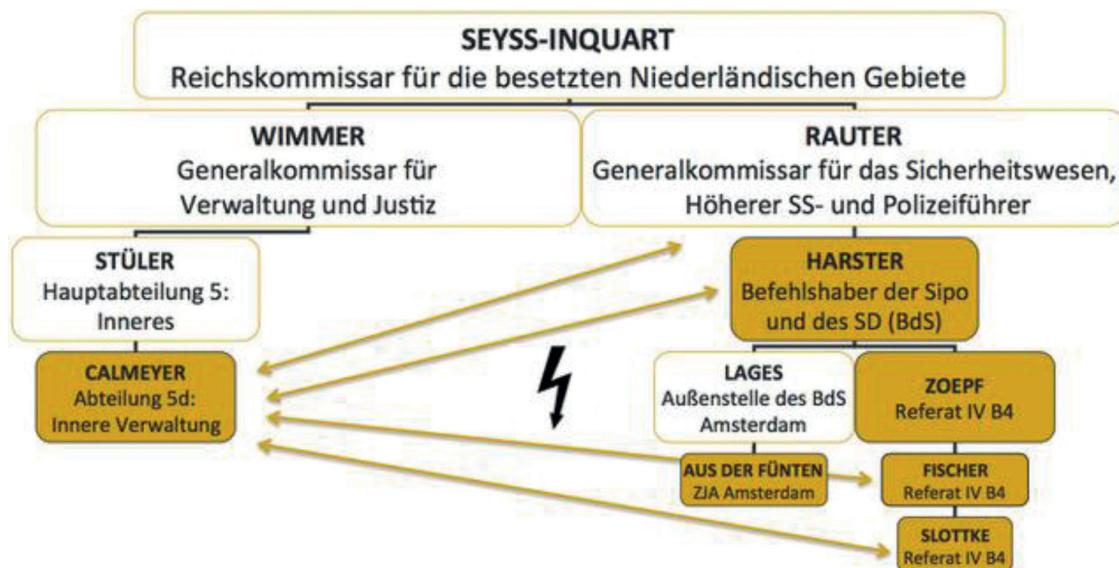 SEYSS-INQUART
Reichskommissar für die besetzten Niederländischen Gebiete
WIMMER
Generalkommissar für
Verwaltung und Justiz
RAUTER
Generalkommissar für das Sicherheitswesen,
Höherer SS- und Polizeiführer
STÜLER
Hauptabteilung 5:
Inneres
HARSTER
Befehlshaber der Sipo
und des SD (BdS)
CALMEYER
Abteilung 5d:
Innere Verwaltung
LAGES
Außenstelle des BdS
Amsterdam
ZOEPF
Referat IV B4
AUS DER FÜNTEN
ZJA Amsterdam
FISCHER
Referat IV B4
SLOTTKE
Referat IV B4